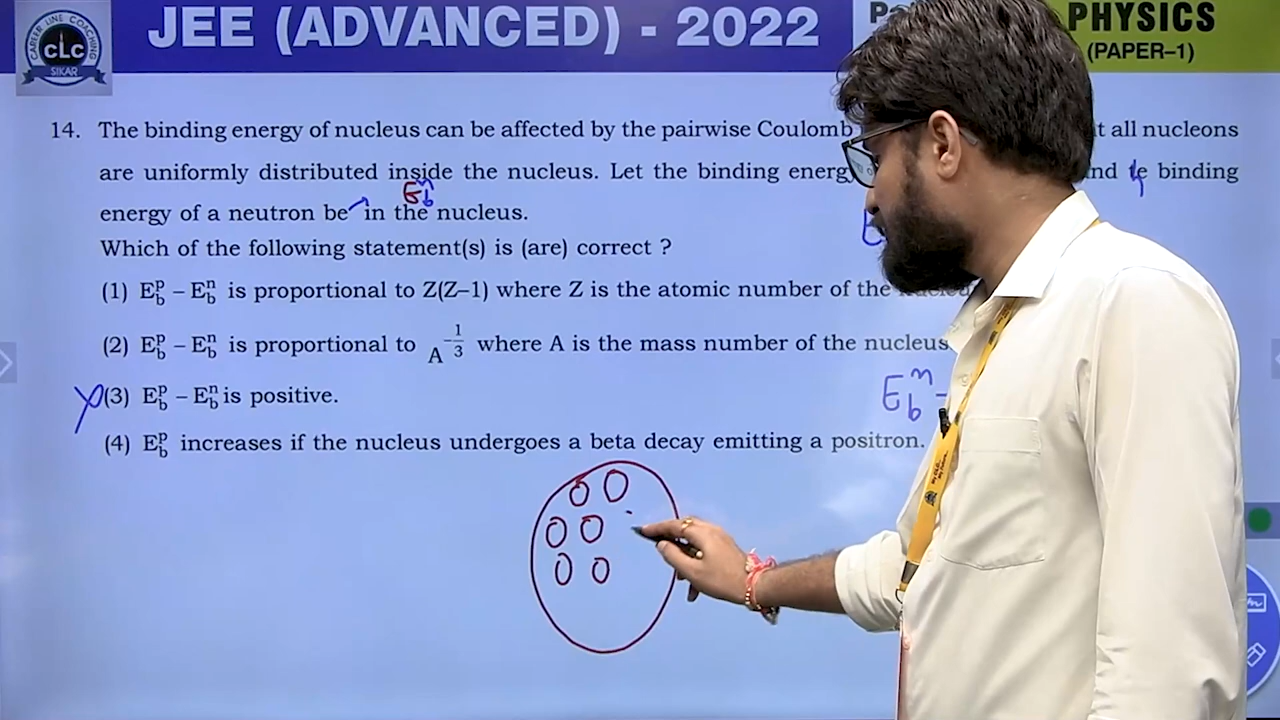 CAREER LINE COACHING
CLC
SIKAR
JEE (ADVANCED) - 2022
PHYSICS
(PAPER–1)
14. The binding energy of nucleus can be affected by the pairwise Coulomb all nucleons
are uniformly distributed inside the nucleus. Let the binding energy binding
E_b^n
energy of a neutron be in the nucleus.
Which of the following statement(s) is (are) correct ?
(1) E_b^p – E_b^n is proportional to Z(Z–1) where Z is the atomic number of the
(2) E_b^p – E_b^n is proportional to A^{-1/3} where A is the mass number of the nucleus
(3) E_b^p – E_b^n is positive.
E_b^n -
(4) E_b^p increases if the nucleus undergoes a beta decay emitting a positron.